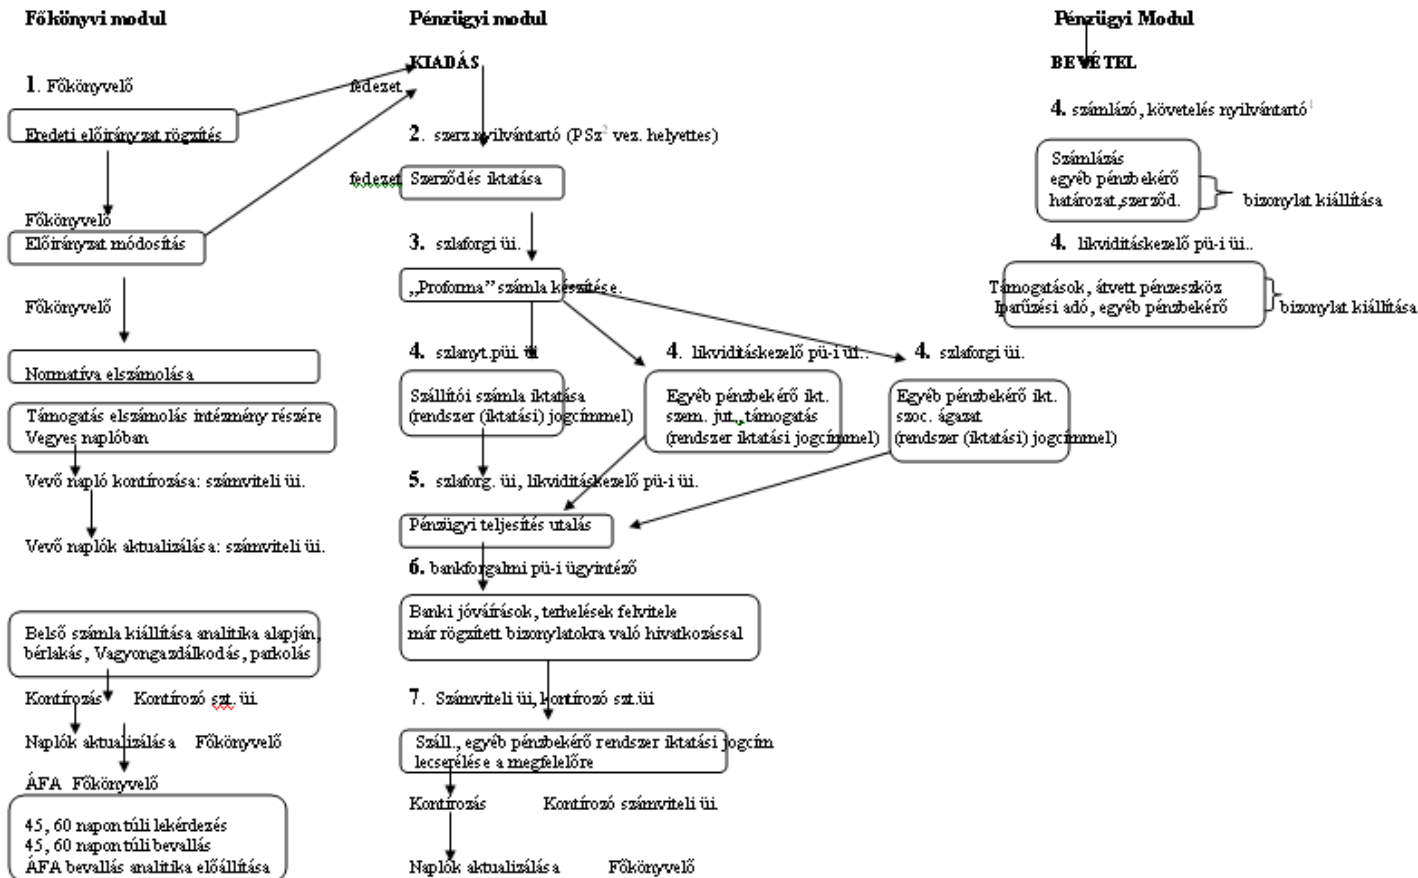 Főkönyvi modul
1. Főkönyvelő
Eredeti előirányzat rögzítés
Főkönyvelő
Előirányzat módosítás
Főkönyvelő
Normatíva elszámolása
Támogatás elszámolás intézmény részére
Vegyes naplóban
Vevő napló kontírozása: számviteli üi.
Vevő naplók aktualizálása: számviteli üi.
Belső számla kiállítása analitika alapján,
bérlakás, Vagyongazdálkodás, parkolás
Kontírozás Kontírozó szt. üi.
Naplók aktualizálása Főkönyvelő
ÁFA Főkönyvelő
45, 60 napon túli lekérdezés
45, 60 napon túli bevallás
ÁFA bevallás analitika előállítása
Pénzügyi modul
KIADÁS
fedezet
2. szerz.nyilvántartó (PSz² vez. helyettes)
fedezet Szerződés iktatása
3. szlaforgi üi.
„Proforma” számla készítése.
4. szlanyt.püi. üi
Szállítói számla iktatása
(rendszer (iktatási) jogcímmel)
4. likviditáskezelő pü-i üi..
Egyéb pénzbekérő ikt.
szem. jut., támogatás
(rendszer iktatási jogcímmel)
4. szlaforgi üi.
Egyéb pénzbekérő ikt.
szoc. ágazat
(rendszer (iktatási) jogcímmel)
5. szlaforg. üi, likviditáskezelő pü-i üi.
Pénzügyi teljesítés utalás
6. bankforgalmi pü-i ügyintéző
Banki jóváírások, terhelések felvitele
már rögzített bizonylatokra való hivatkozással
7. Számviteli üi, kontírozó szt.üi
Száll., egyéb pénzbekérő rendszer iktatási jogcím
lecserélése a megfelelőre
Kontírozás Kontírozó számviteli üi
Naplók aktualizálása Főkönyvelő
Pénzügyi Modul
BEVÉTEL
4. számlázó, követelés nyilvántartó¹
Számlázás
egyéb pénzbekérő
határozat,szerződ.
bizonylat kiállítása
4. likviditáskezelő pü-i üi..
Támogatások, átvett pénzeszköz
Iparűzési adó, egyéb pénzbekérő
bizonylat kiállítása